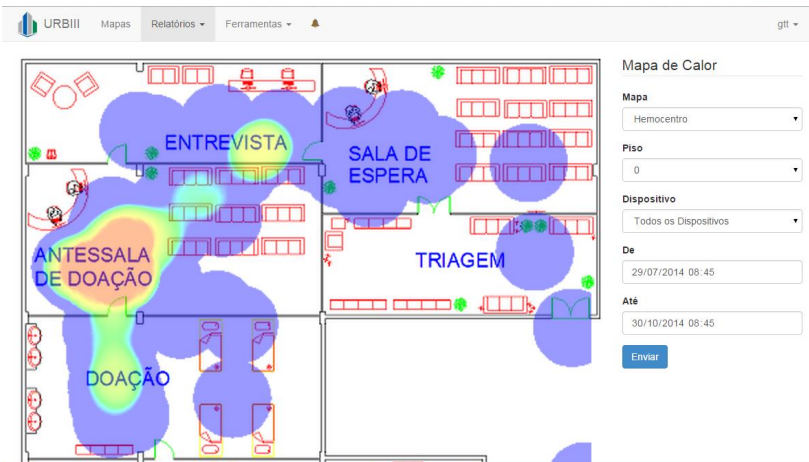 URBIII Mapas Relatórios Ferramentas gtt
Mapa de Calor
Mapa
Hemocentro
Piso
0
Dispositivo
Todos os Dispositivos
De
29/07/2014 08:45
Até
30/10/2014 08:45
Enviar
ENTREVISTA
SALA DE
ESPERA
ANTESSALA
DE DOAÇÃO
TRIAGEM
DOAÇÃO